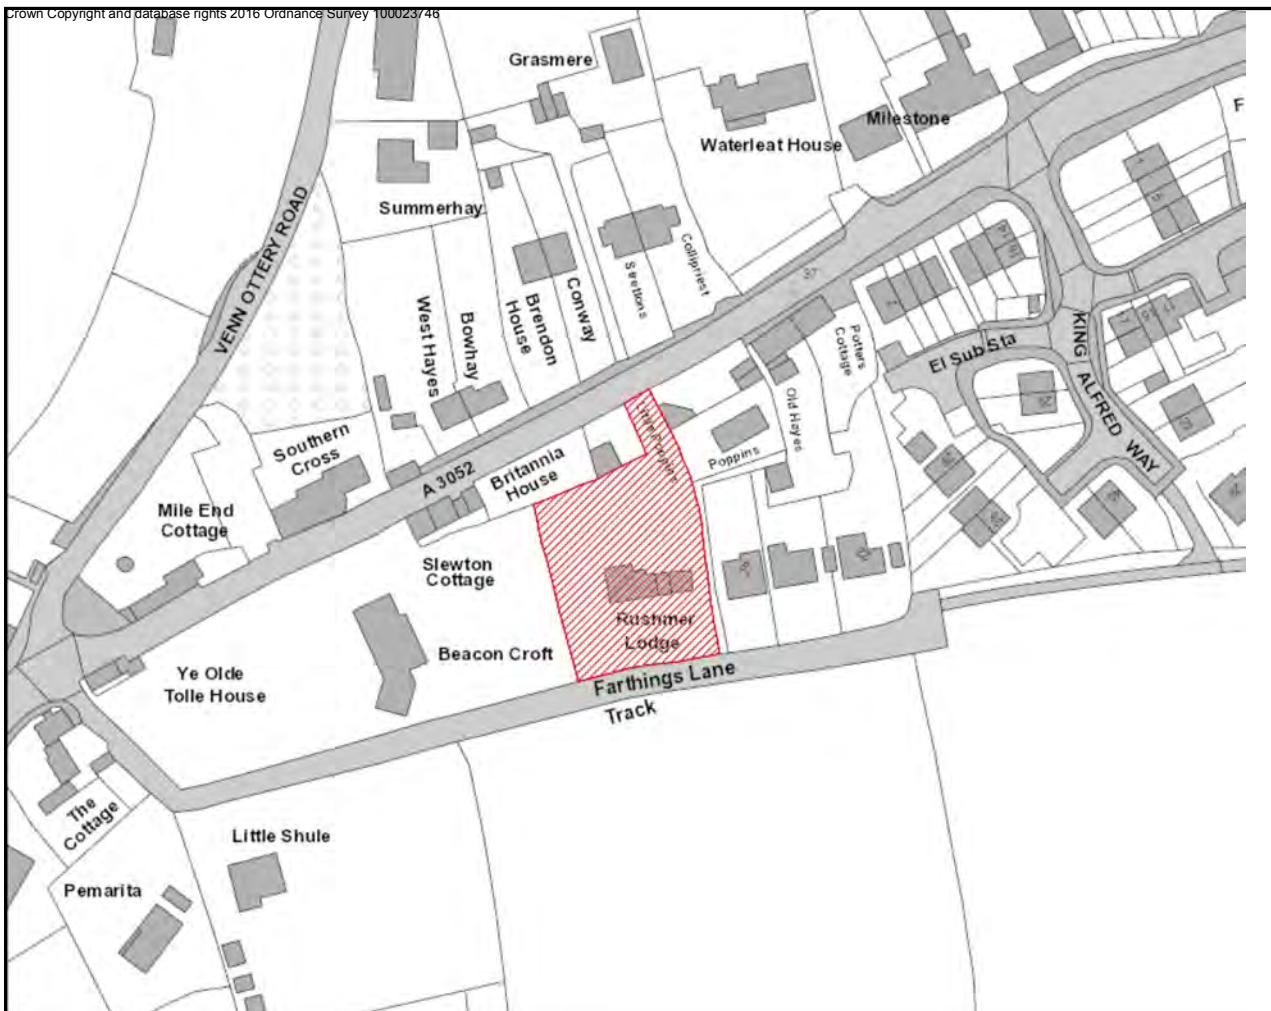 Crown Copyright and database rights 2016 Ordnance Survey 100023746
Grasmere
Milestone
Waterleat House
F
Summerhay
VENN OTTERY ROAD
Collipriest
Strettons
Conway
Brendon
House
Bowhay
West Hayes
37
Potters
Cottage
El Sub Sta
KING ALFRED WAY
Old Hayes
Poppins
Little Poppins
Southern
Cross
A 3052
Britannia
House
Mile End
Cottage
Slewton
Cottage
Rushmer
Lodge
Beacon Croft
Ye Olde
Tolle House
Farthings Lane
Track
The
Cottage
Little Shule
Pemarita